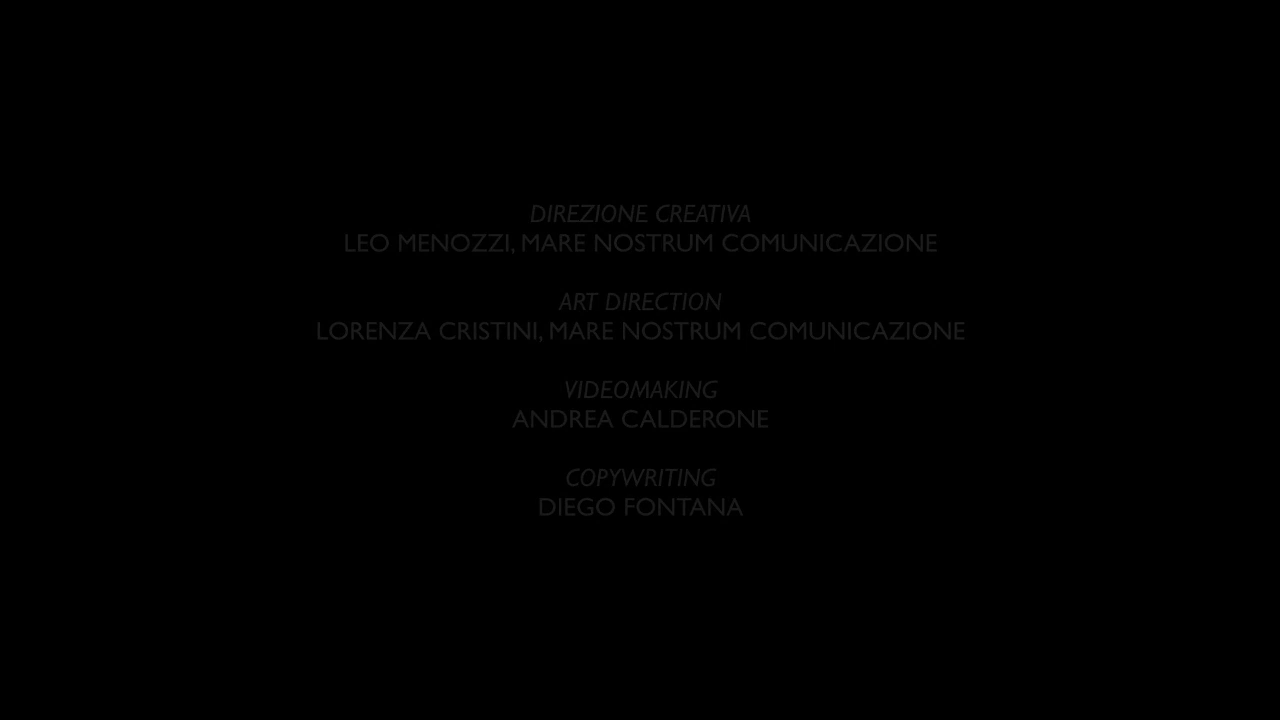 DIREZIONE CREATIVA
LEO MENOZZI, MARE NOSTRUM COMUNICAZIONE
ART DIRECTION
LORENZA CRISTINI, MARE NOSTRUM COMUNICAZIONE
VIDEOMAKING
ANDREA CALDERONE
COPYWRITING
DIEGO FONTANA